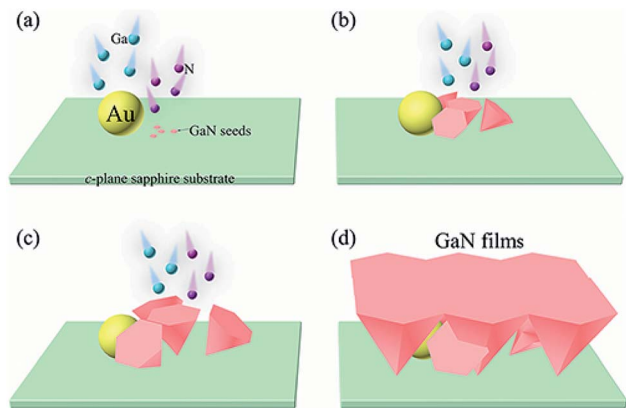 (a)
Ga
N
Au
GaN seeds
c-plane sapphire substrate
(b)
(c)
(d)
GaN films